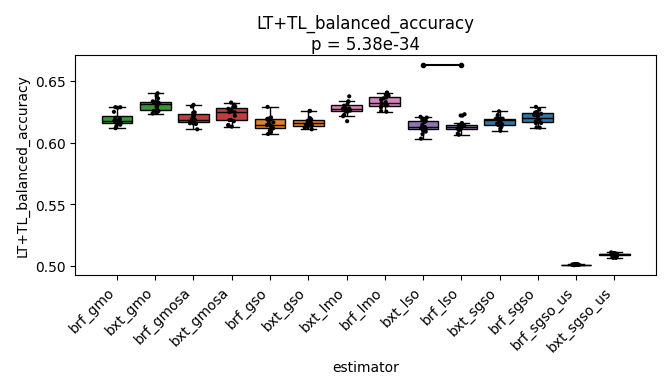 LT+TL_balanced_accuracy
p = 5.38e-34
LT+TL_balanced_accuracy
0.65
0.60
0.55
0.50
brf_gmo
bxt_gmo
brf_gmosa
bxt_gmosa
brf_gso
bxt_gso
bxt_lmo
brf_lmo
bxt_lso
brf_lso
bxt_sgso
brf_sgso
brf_sgso_us
bxt_sgso_us
estimator